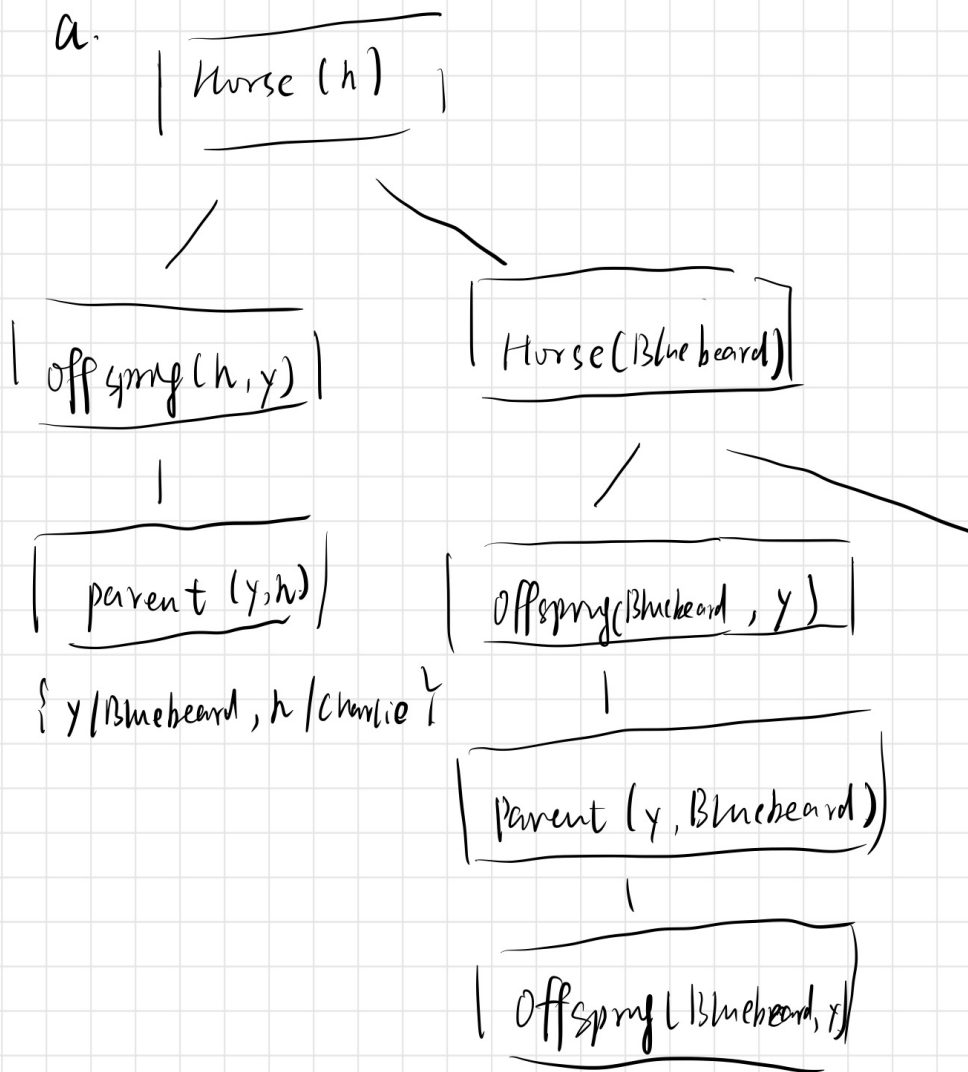 a.
Horse (h)
Offspring (h, y)
Horse (Bluebeard)
parent (y, h)
Offspring (Bluebeard, y)
{ y/Bluebeard, h/Charlie }
Parent (y, Bluebeard)
Offspring (Bluebeard, y)